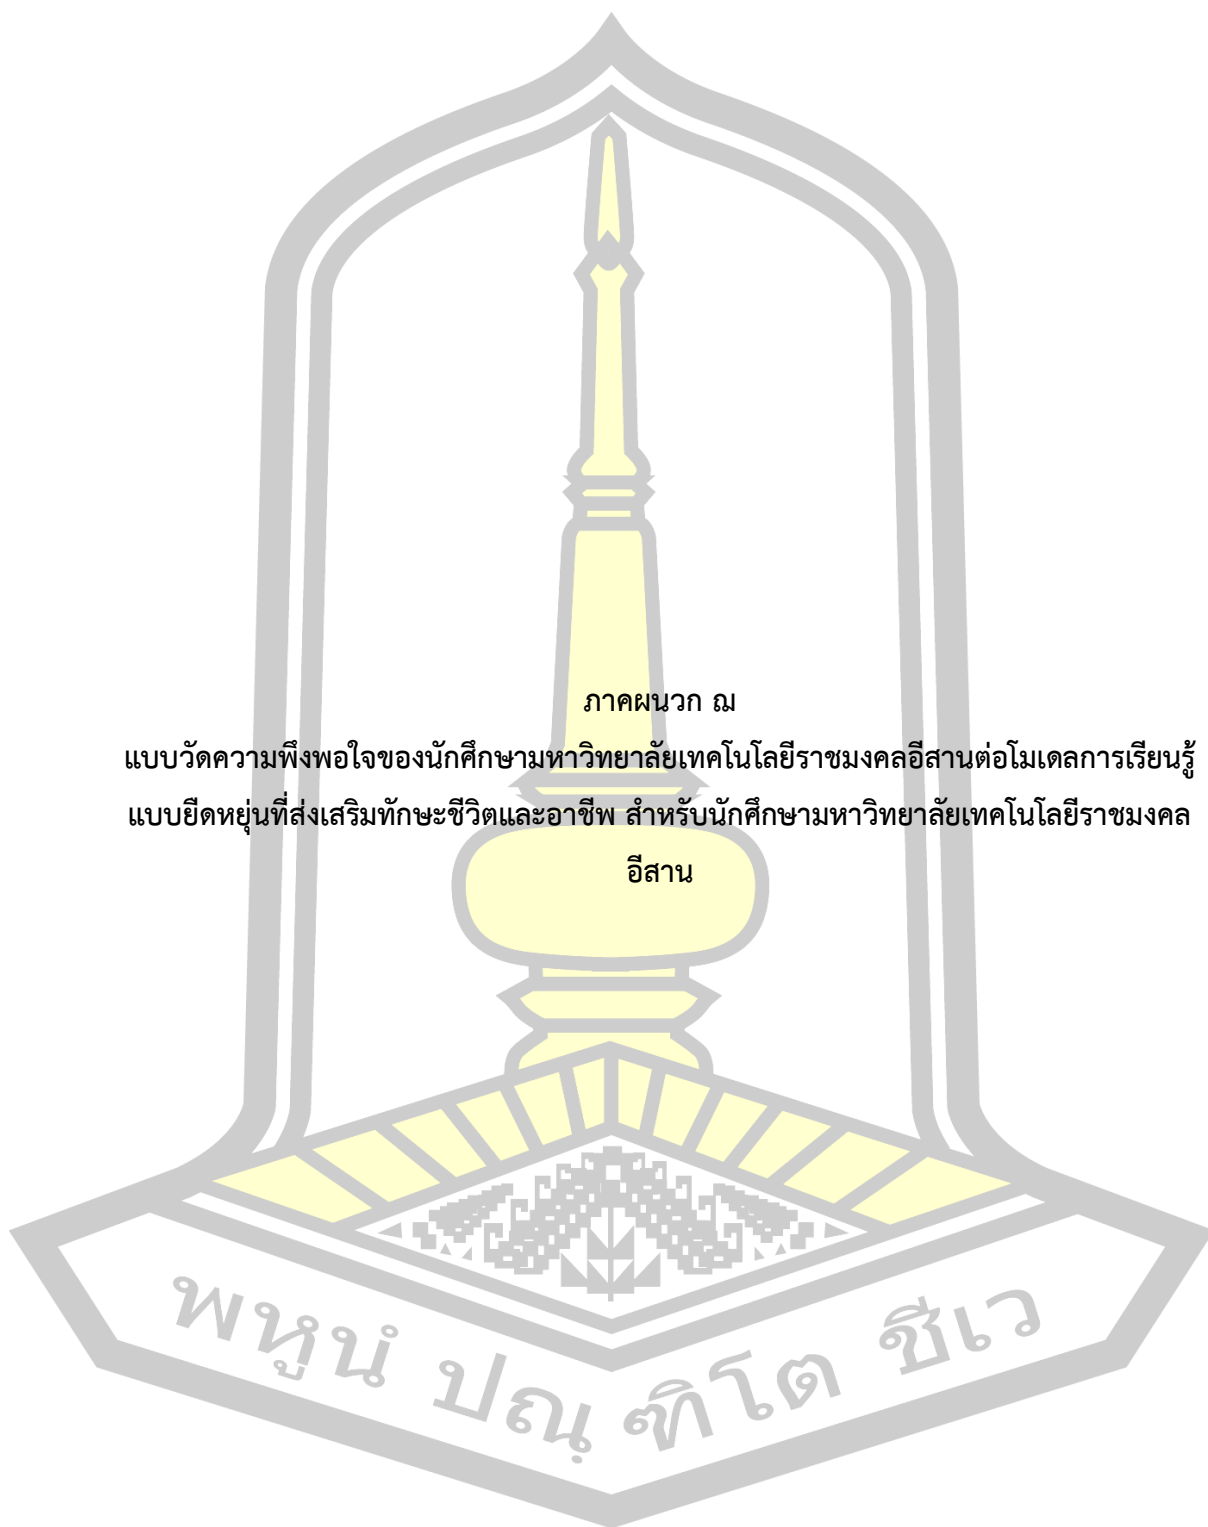 ภาคผนวก ฌ
แบบวัดความพึงพอใจของนักศึกษามหาวิทยาลัยเทคโนโลยีราชมงคลอีสานต่อโมเดลการเรียนรู้
แบบยืดหยุ่นที่ส่งเสริมทักษะชีวิตและอาชีพ สำหรับนักศึกษามหาวิทยาลัยเทคโนโลยีราชมงคล
อีสาน
พหูนํ ปณฺฑิโต ชีเว